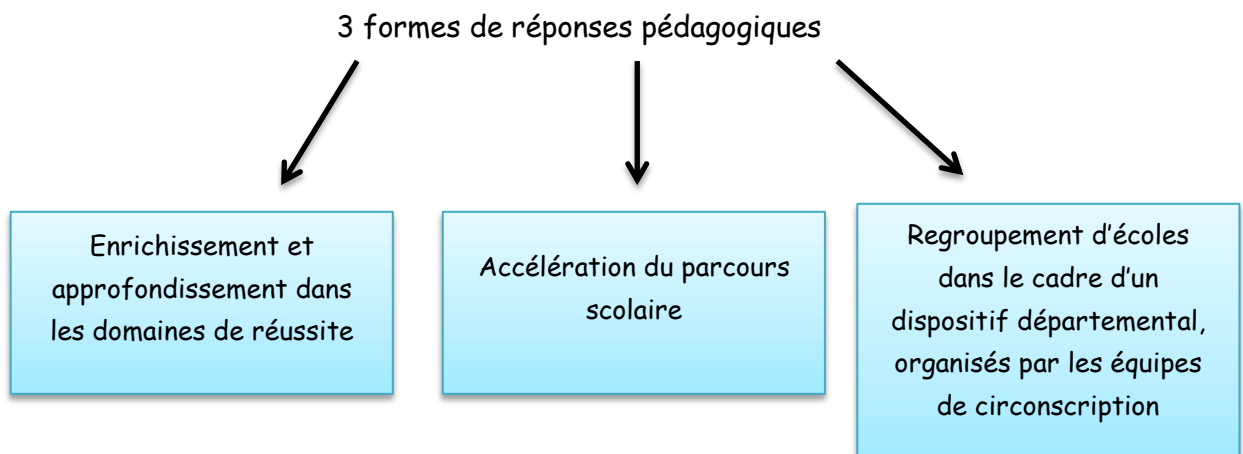 3 formes de réponses pédagogiques
Enrichissement et
approfondissement dans
les domaines de réussite
Accélération du parcours
scolaire
Regroupement d'écoles
dans le cadre d'un
dispositif départemental,
organisés par les équipes
de circonscription